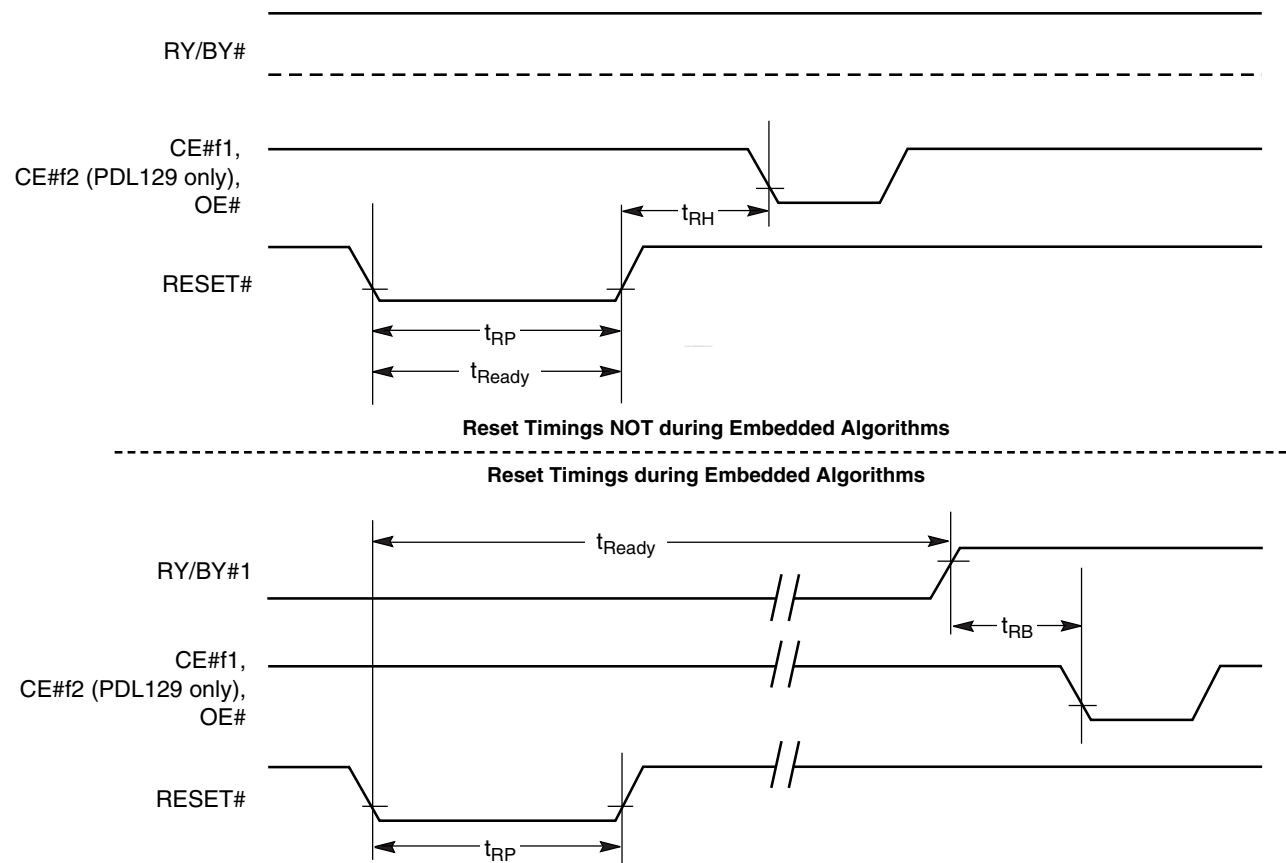 RY/BY#
CE#f1,
CE#f2 (PDL129 only),
OE#
tRH
RESET#
tRP
tReady
Reset Timings NOT during Embedded Algorithms
Reset Timings during Embedded Algorithms
tReady
RY/BY#1
tRB
CE#f1,
CE#f2 (PDL129 only),
OE#
RESET#
tRP